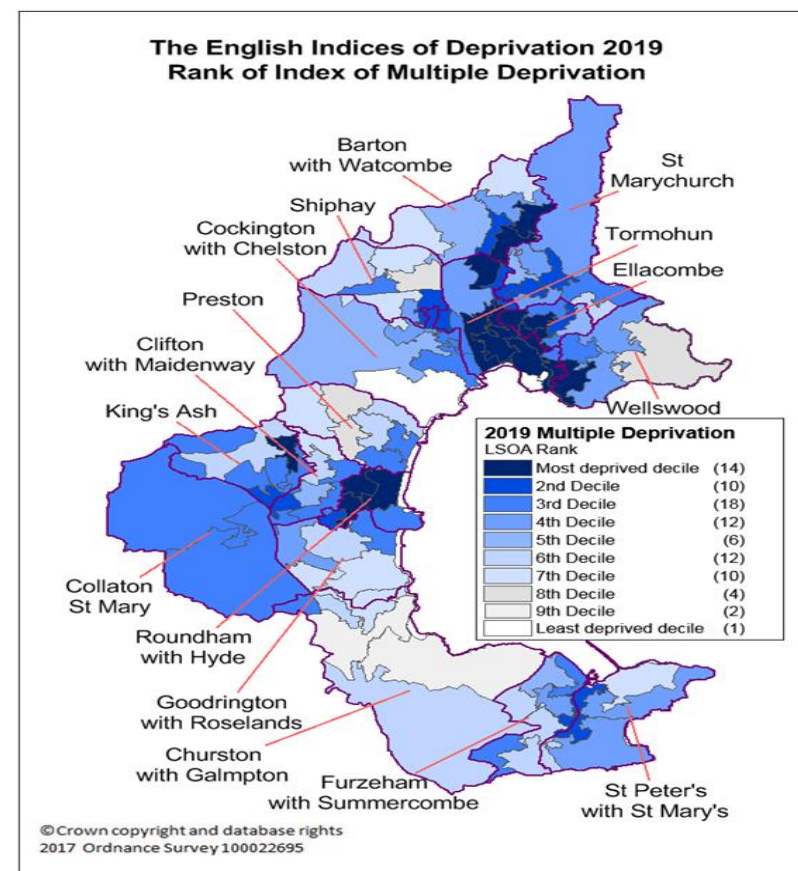 The English Indices of Deprivation 2019
Rank of Index of Multiple Deprivation
Barton
with Watcombe
St
Marychurch
Shiphay
Cockington
with Chelston
Tormohun
Ellacombe
Preston
Clifton
with Maidenway
King's Ash
Wellswood
2019 Multiple Deprivation
LSOA Rank
Most deprived decile (14)
2nd Decile (10)
3rd Decile (18)
4th Decile (12)
5th Decile (6)
6th Decile (12)
7th Decile (10)
8th Decile (4)
9th Decile (2)
Least deprived decile (1)
Collaton
St Mary
Roundham
with Hyde
Goodrington
with Roselands
Churston
with Galmpton
Furzeham
with Summercombe
St Peter's
with St Mary's
©Crown copyright and database rights
2017 Ordnance Survey 100022695